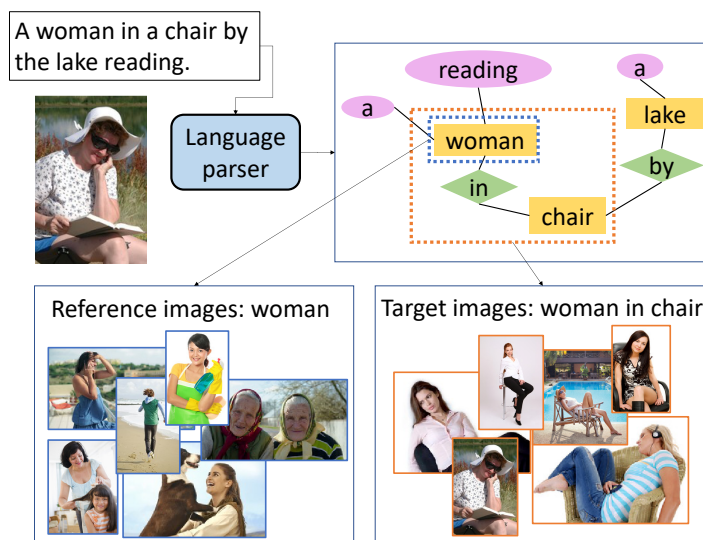 A woman in a chair by
the lake reading.
Language
parser
reading
a
a
lake
woman
by
in
chair
Reference images: woman
Target images: woman in chair